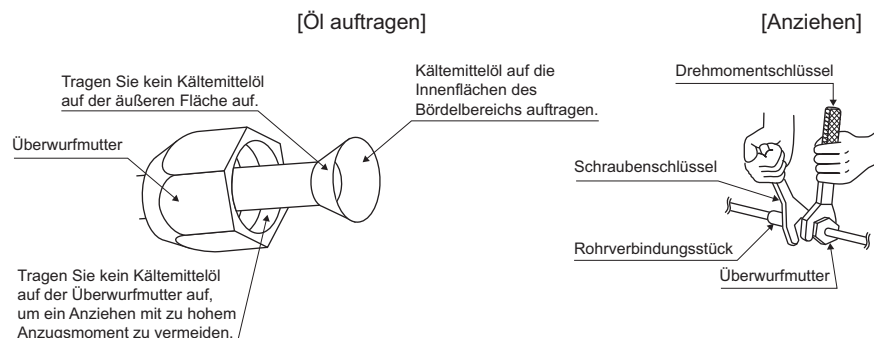 [Öl auftragen]
Tragen Sie kein Kältemittelöl
auf der äußeren Fläche auf.
Kältemittelöl auf die
Innenflächen des
Bördelbereichs auftragen.
Überwurfmutter
Tragen Sie kein Kältemittelöl
auf der Überwurfmutter auf,
um ein Anziehen mit zu hohem
Anzugsmoment zu vermeiden.
[Anziehen]
Drehmomentschlüssel
Schraubenschlüssel
Rohrverbindungsstück
Überwurfmutter